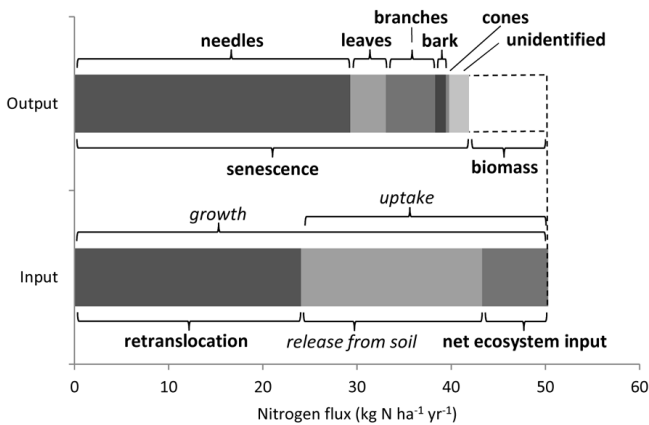 branches
cones
needles
leaves
bark
unidentified
Output
senescence
biomass
uptake
growth
Input
retranslocation
release from soil
net ecosystem input
0 10 20 30 40 50 60
Nitrogen flux (kg N ha⁻¹ yr⁻¹)